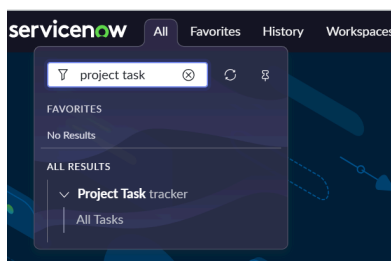 servicenow All Favorites History Workspaces
project task
FAVORITES
No Results
ALL RESULTS
Project Task tracker
All Tasks